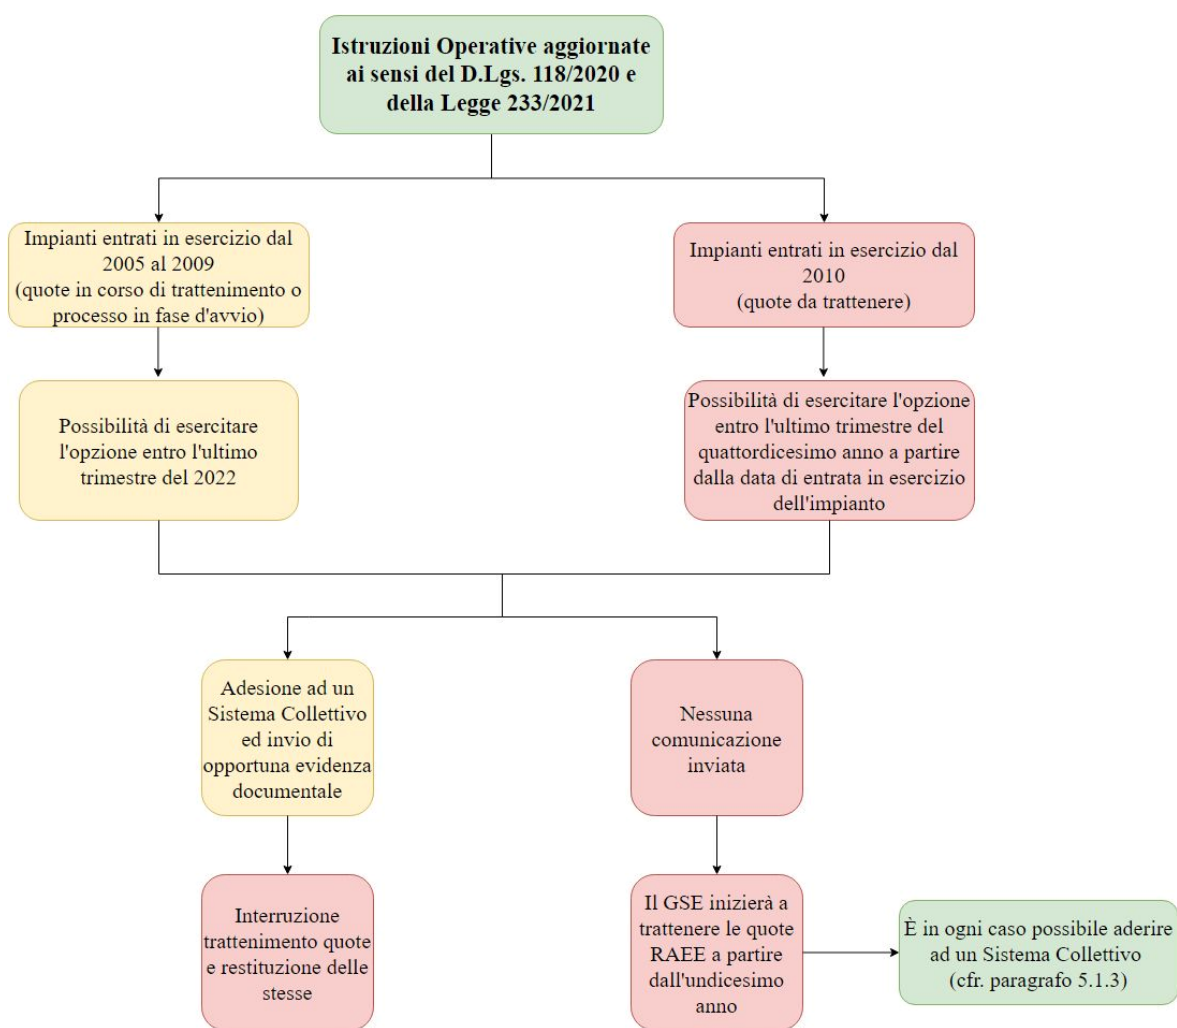 Istruzioni Operative aggiornate
ai sensi del D.Lgs. 118/2020 e
della Legge 233/2021
Impianti entrati in esercizio dal
2005 al 2009
(quote in corso di trattenimento o
processo in fase d'avvio)
Impianti entrati in esercizio dal
2010
(quote da trattenere)
Possibilità di esercitare
l'opzione entro l'ultimo
trimestre del 2022
Possibilità di esercitare l'opzione
entro l'ultimo trimestre del
quattordicesimo anno a partire
dalla data di entrata in esercizio
dell'impianto
Adesione ad un
Sistema Collettivo
ed invio di
opportuna evidenza
documentale
Nessuna
comunicazione
inviata
Interruzione
trattenimento quote
e restituzione delle
stesse
Il GSE inizierà a
trattenere le quote
RAEE a partire
dall'undicesimo
anno
È in ogni caso possibile aderire
ad un Sistema Collettivo
(cfr. paragrafo 5.1.3)